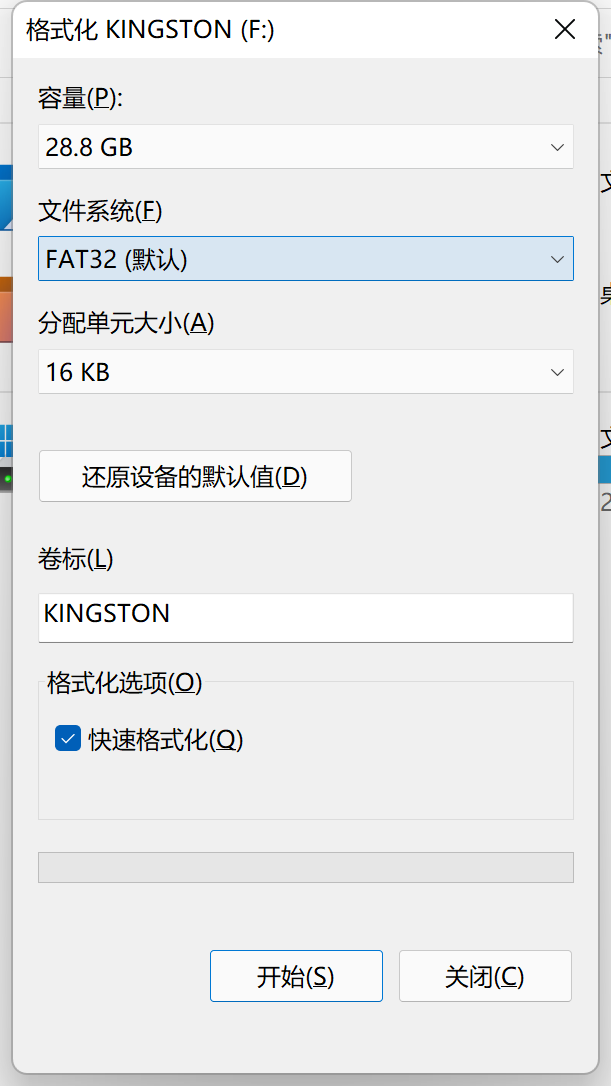 格式化 KINGSTON (F:)
容量(P):
28.8 GB
文件系统(F)
FAT32 (默认)
分配单元大小(A)
16 KB
还原设备的默认值(D)
卷标(L)
KINGSTON
格式化选项(O)
快速格式化(Q)
开始(S)
关闭(C)